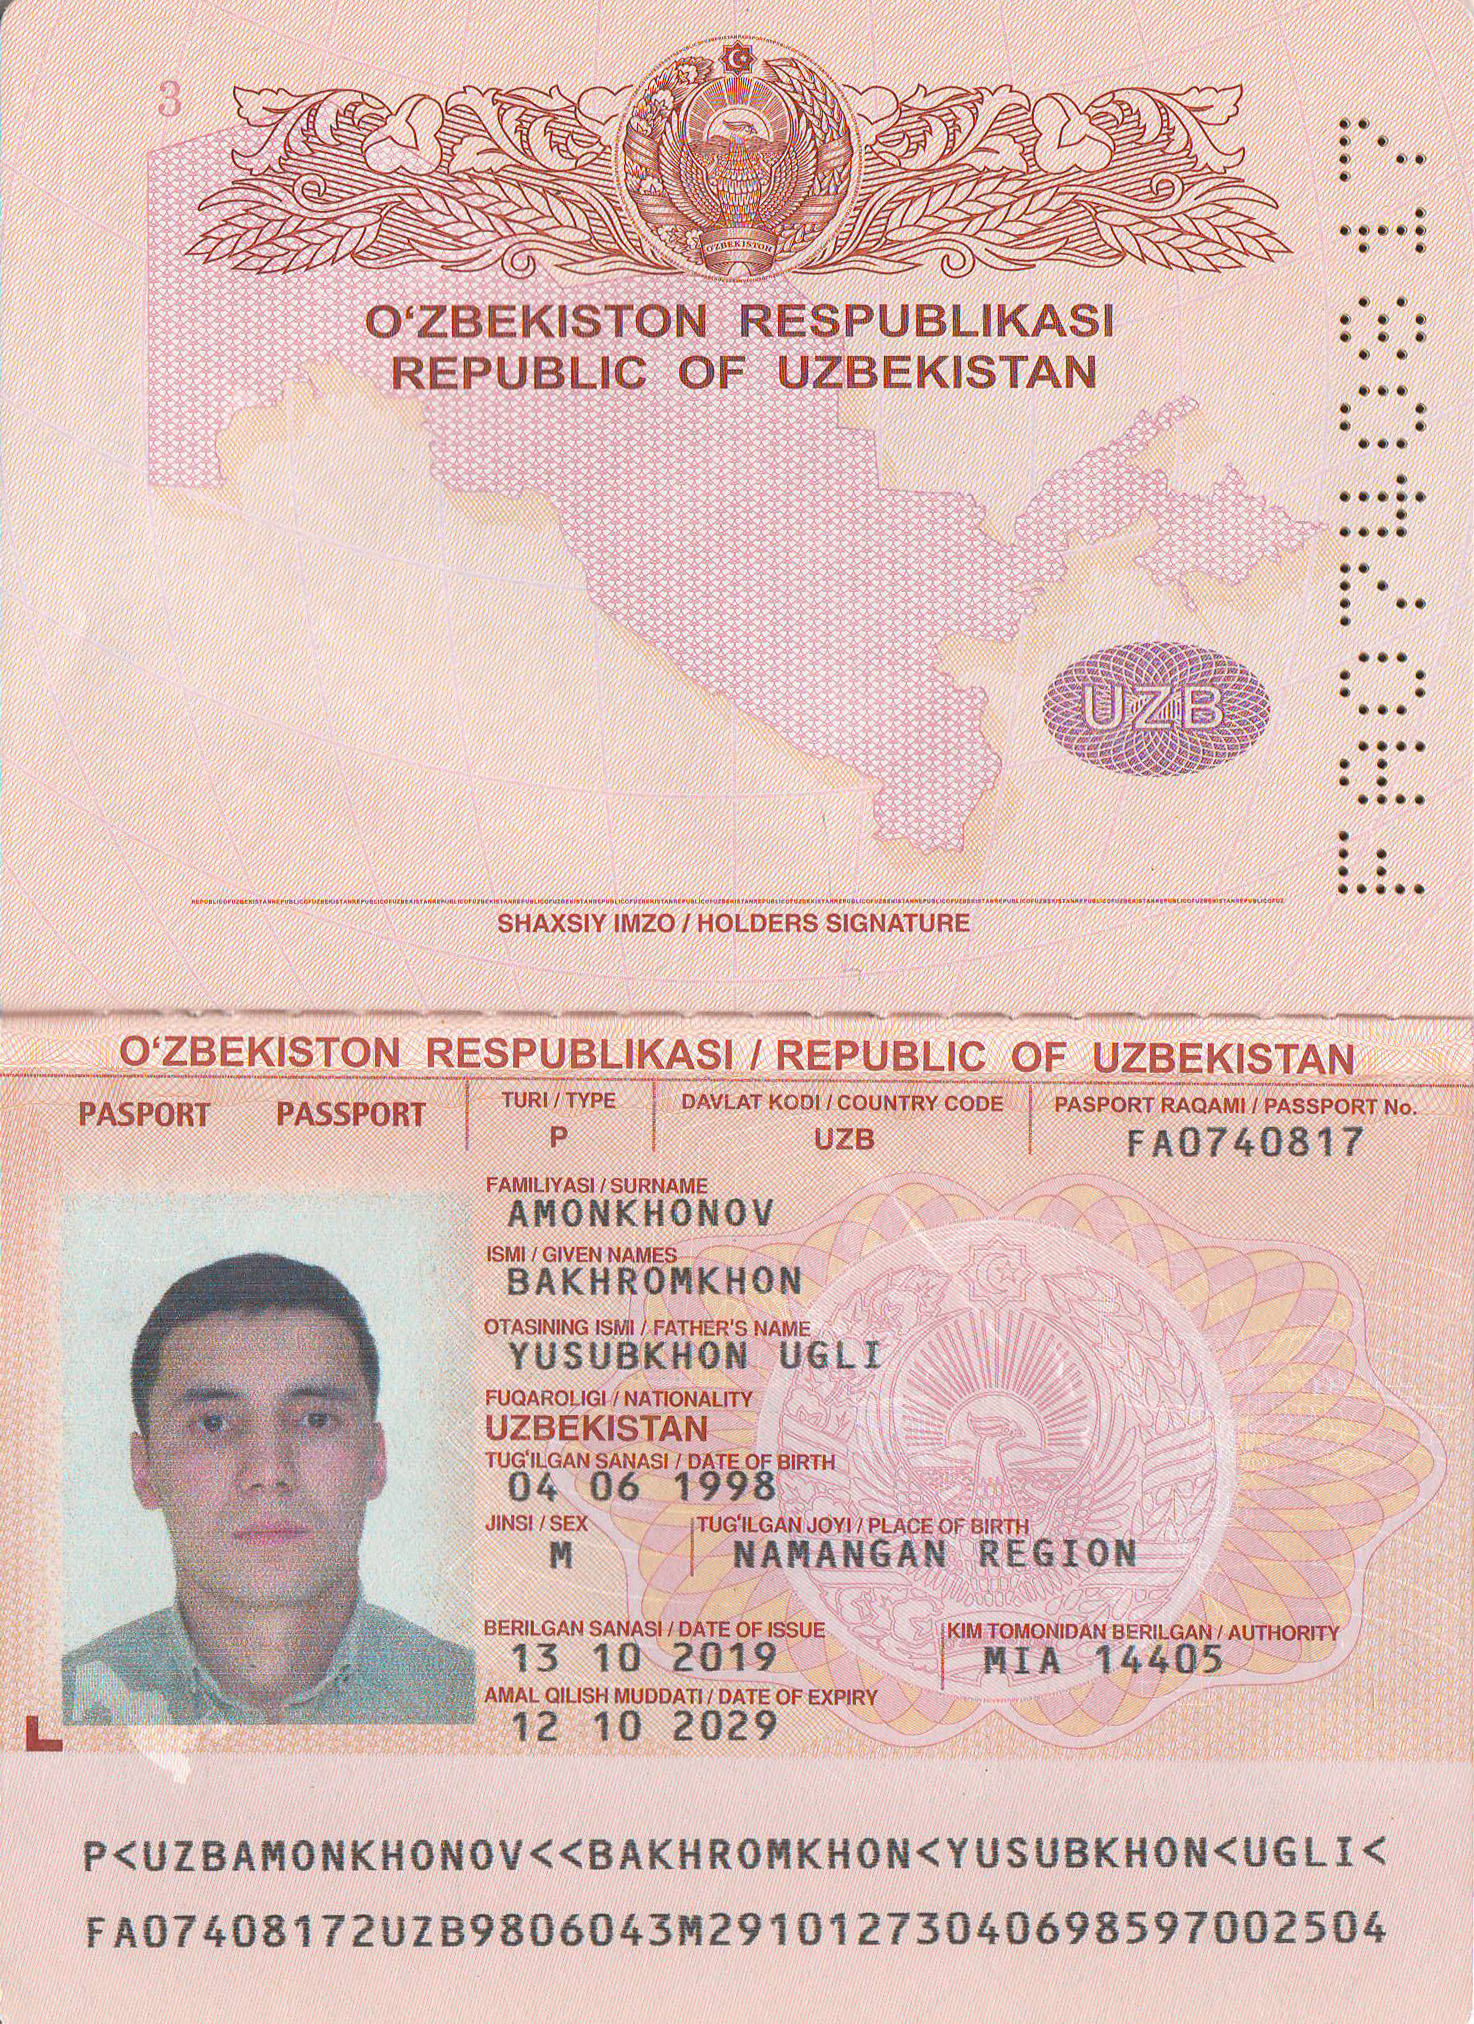 3
O'ZBEKISTON
O‘ZBEKISTON RESPUBLIKASI
REPUBLIC OF UZBEKISTAN
UZB
FA0740817
SHAXSIY IMZO / HOLDERS SIGNATURE
O‘ZBEKISTON RESPUBLIKASI / REPUBLIC OF UZBEKISTAN
PASPORT PASSPORT TURI / TYPE DAVLAT KODI / COUNTRY CODE PASPORT RAQAMI / PASSPORT No.
P UZB FA0740817
FAMILIYASI / SURNAME
AMONKHONOV
ISMI / GIVEN NAMES
BAKHROMKHON
OTASINING ISMI / FATHER'S NAME
YUSUBKHON UGLI
FUQAROLIGI / NATIONALITY
UZBEKISTAN
TUG‘ILGAN SANASI / DATE OF BIRTH
04 06 1998
JINSI / SEX TUG‘ILGAN JOYI / PLACE OF BIRTH
M NAMANGAN REGION
BERILGAN SANASI / DATE OF ISSUE KIM TOMONIDAN BERILGAN / AUTHORITY
13 10 2019 MIA 14405
AMAL QILISH MUDDATI / DATE OF EXPIRY
12 10 2029
P<UZBAMONKHONOV<<BAKHROMKHON<YUSUBKHON<UGLI<
FA07408172UZB9806043M29101273040698597002504